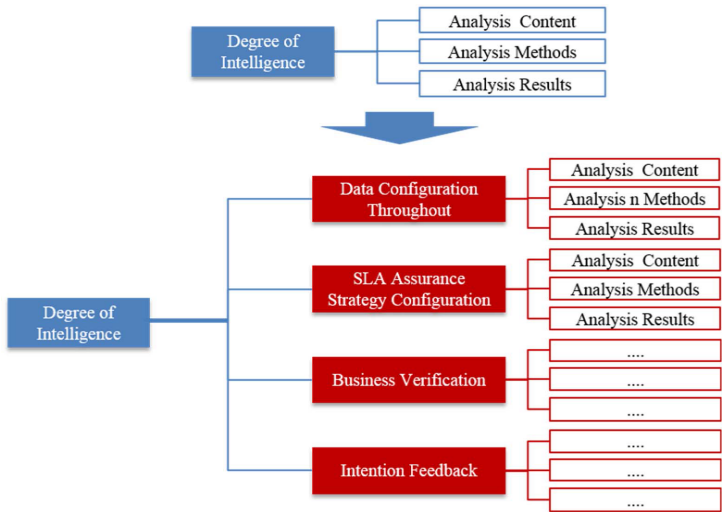 Degree of
Intelligence
Analysis Content
Analysis Methods
Analysis Results
Degree of
Intelligence
Data Configuration
Throughout
Analysis Content
Analysis n Methods
Analysis Results
SLA Assurance
Strategy Configuration
Analysis Content
Analysis Methods
Analysis Results
Business Verification
....
....
....
Intention Feedback
....
....
....